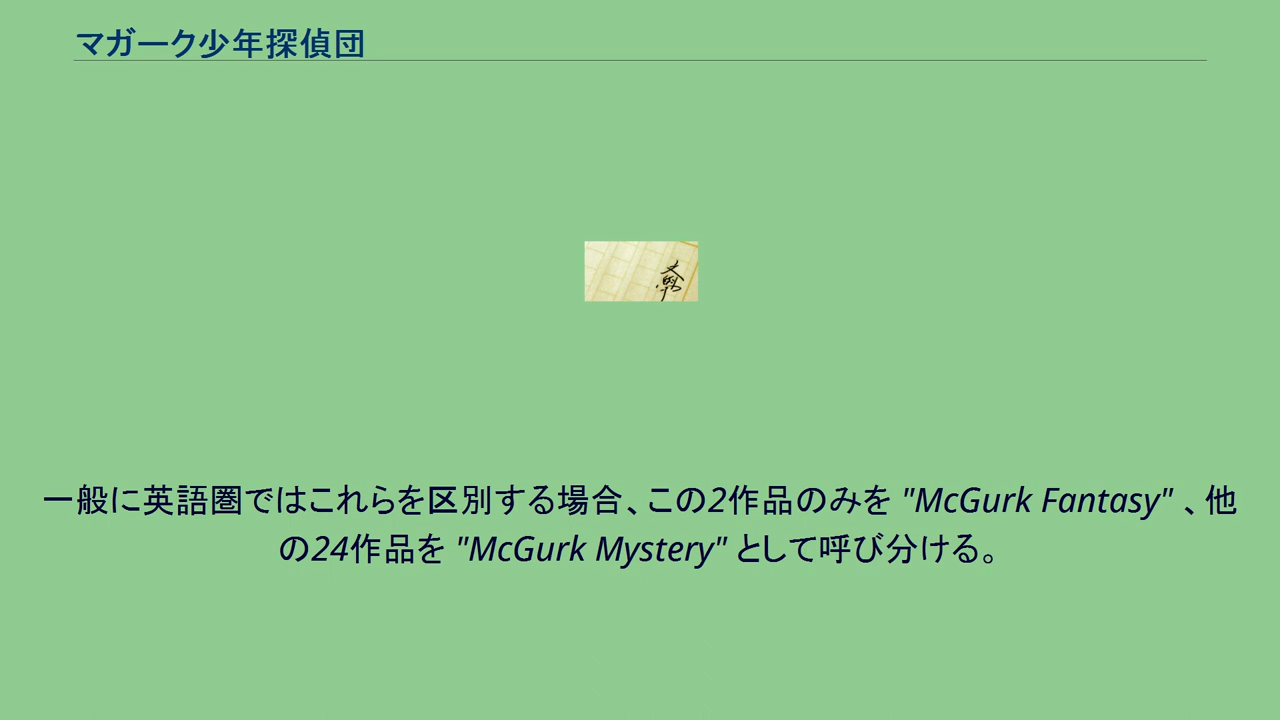 マガーク少年探偵団
一般に英語圏ではこれらを区別する場合、この2作品のみを "McGurk Fantasy" 、他
の24作品を "McGurk Mystery" として呼び分ける。